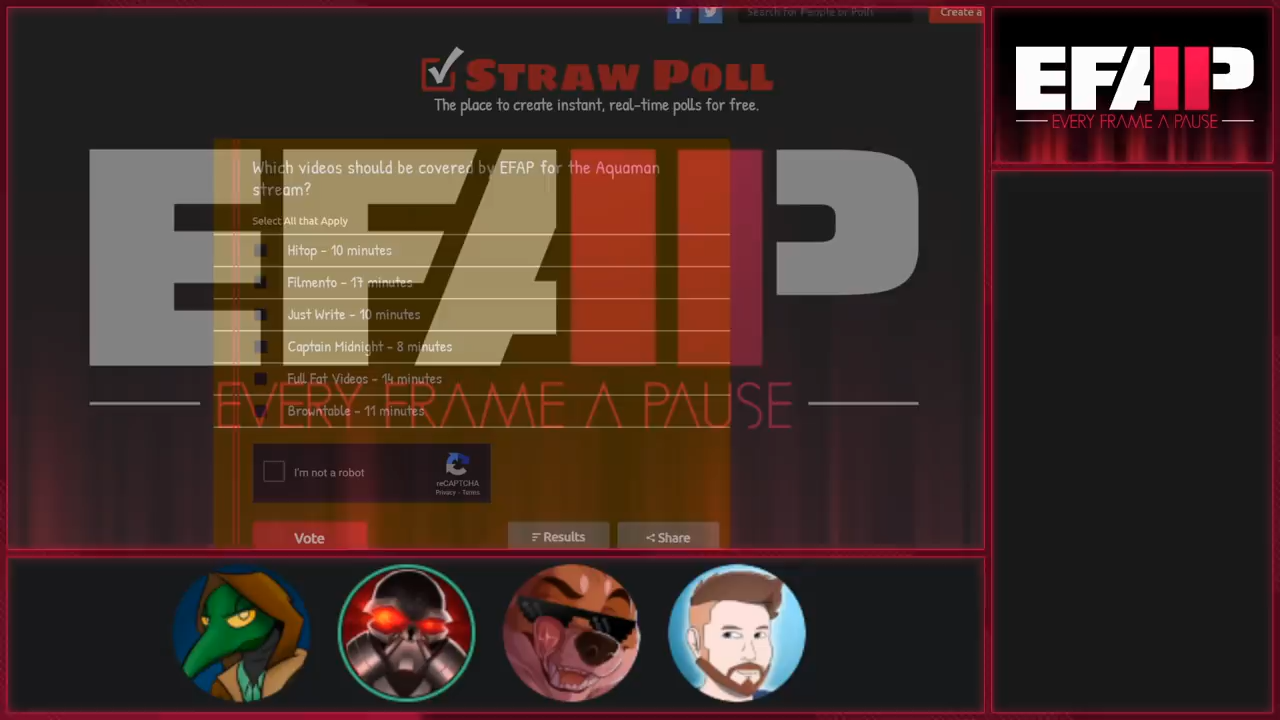 Search for People or Polls
Create a
STRAW POLL
The place to create instant, real-time polls for free.
EFAP
EVERY FRAME A PAUSE
Which videos should be covered by EFAP for the Aquaman
stream?
Select All that Apply
Hitop - 10 minutes
Filmento - 17 minutes
Just Write - 10 minutes
Captain Midnight - 8 minutes
Full Fat Videos - 14 minutes
Browntable - 11 minutes
EFAP
EVERY FRAME A PAUSE
I'm not a robot
reCAPTCHA
Privacy - Terms
Vote
Results
Share